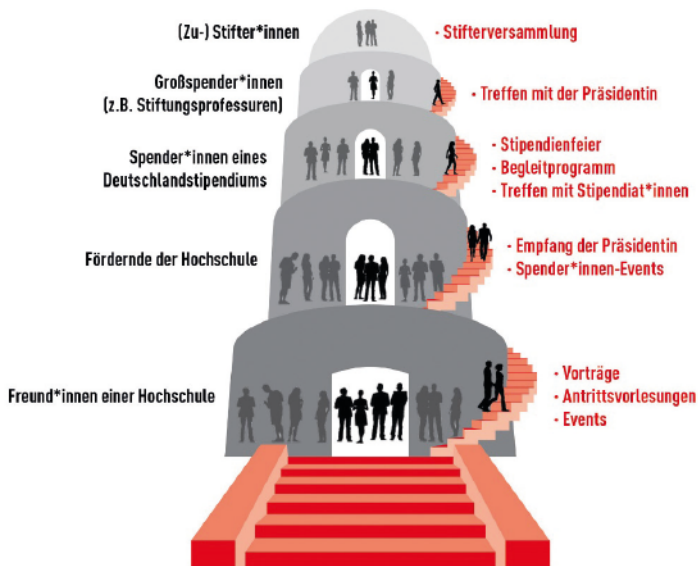 (Zu-) Stifter*innen
- Stifterversammlung
Großspender*innen
(z.B. Stiftungsprofessuren)
- Treffen mit der Präsidentin
Spender*innen eines
Deutschlandstipendiums
- Stipendienfeier
- Begleitprogramm
- Treffen mit Stipendiat*innen
Fördernde der Hochschule
- Empfang der Präsidentin
- Spender*innen-Events
Freund*innen einer Hochschule
- Vorträge
- Antrittsvorlesungen
- Events